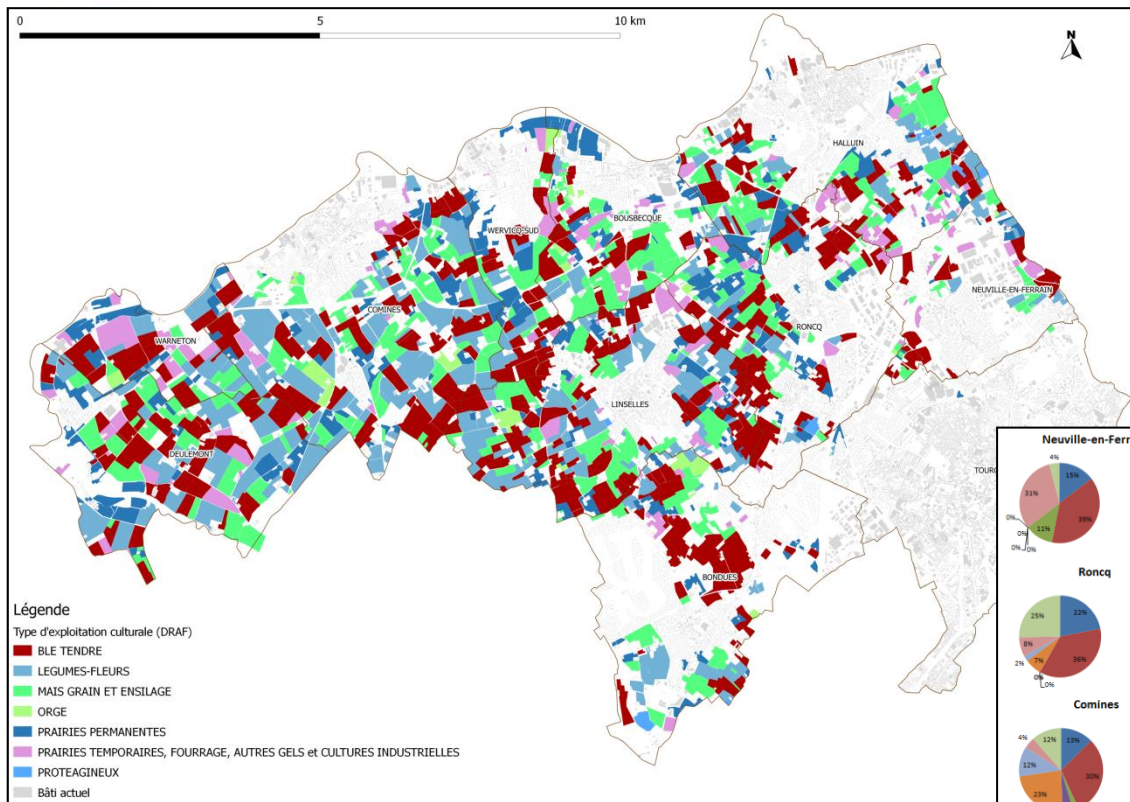 0 5 10 km
N
HALLUIN
BOUSBECQUE
WERVICQ-SUD
NEUVILLE-EN-FERRAIN
COMINES
RONCQ
WARNETON
LINSELLES
DEULEMONT
BONDUES
TOURC
Légende
Type d'exploitation culturale (DRAF)
BLE TENDRE
LEGUMES-FLEURS
MAIS GRAIN ET ENSILAGE
ORGE
PRAIRIES PERMANENTES
PRAIRIES TEMPORAIRES, FOURRAGE, AUTRES GELS et CULTURES INDUSTRIELLES
PROTEAGINEUX
Bâti actuel
Neuville-en-Ferr
4%
15%
31%
39%
0%
11%
0%
0% 0%
Roncq
25%
22%
8%
2%
7%
36%
0%
0%
Comines
4%
12%
13%
12%
30%
23%